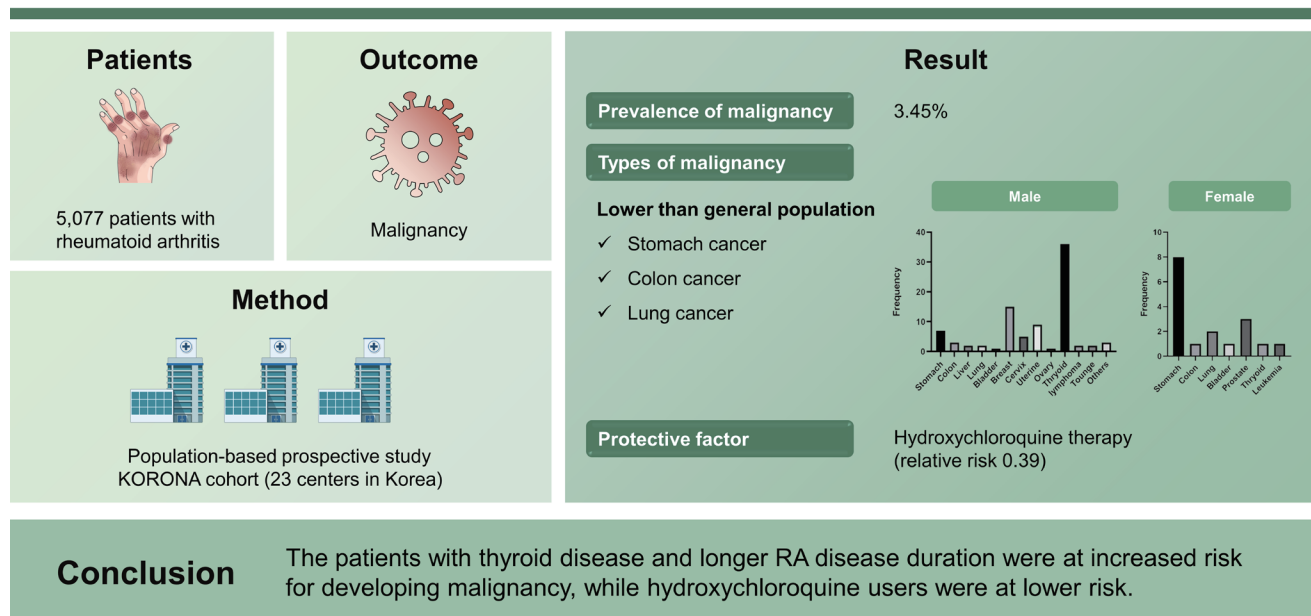 Patients
5,077 patients with
rheumatoid arthritis
Outcome
Malignancy
Method
Population-based prospective study
KORONA cohort (23 centers in Korea)
Result
Prevalence of malignancy
3.45%
Types of malignancy
Lower than general population
✓ Stomach cancer
✓ Colon cancer
✓ Lung cancer
Male
Frequency
40
30
20
10
0
Stomach
Colon
Liver
Lung
Bladder
Breast
Cervix
Uterine
Ovary
Thyroid
lymphoma
Tounge
Others
Female
Frequency
10
8
6
4
2
0
Stomach
Colon
Lung
Bladder
Prostate
Thyroid
Leukemia
Protective factor
Hydroxychloroquine therapy
(relative risk 0.39)
Conclusion
The patients with thyroid disease and longer RA disease duration were at increased risk
for developing malignancy, while hydroxychloroquine users were at lower risk.